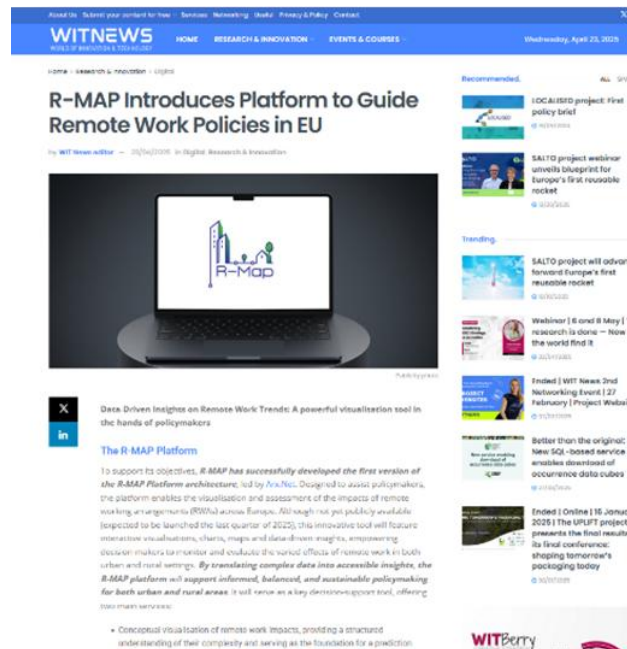 About Us Submit your content for free Services Networking Useful Privacy & Policy Contact
WITNEWS
WORLD OF INNOVATION & TECHNOLOGY
HOME RESEARCH & INNOVATION EVENTS & COURSES
Wednesday, April 23, 2025
Home Research & Innovation Digital
R-MAP Introduces Platform to Guide
Remote Work Policies in EU
by WIT News editor — in Digital, Research & Innovation
R-Map
Data-Driven Insights on Remote Work Trends: A powerful visualisation tool in
the hands of policymakers
The R-MAP Platform
To support its objectives, R-MAP has successfully developed the first version of
the R-MAP Platform architecture, led by Anx.Net. Designed to assist policymakers,
the platform enables the visualisation and assessment of the impacts of remote
working arrangements (RWAs) across Europe. Although not yet publicly available
(expected to be launched the last quarter of 2025), this innovative tool will feature
interactive visualisations, charts, maps and data-driven insights, empowering
decision makers to monitor and evaluate the varied effects of remote work in both
urban and rural settings. By translating complex data into accessible insights, the
R-MAP platform will support informed, balanced, and sustainable policymaking
for both urban and rural areas. It will serve as a key decision-support tool, offering
two main services:
• Conceptual visualisation of remote work impacts, providing a structured
understanding of their complexity and serving as the foundation for a prediction
Recommended.
ALL
LOCALISED project: First
policy brief
SALTO project webinar
unveils blueprint for
Europe's first reusable
rocket
Trending.
SALTO project will advan
forward Europe's first
reusable rocket
Webinar | 6 and 8 May |
research is done — Now
the world find it
Ended | WIT News 2nd
Networking Event | 27
February | Project Websi
Better than the original:
New SQL-based service
enables download of
occurrence data cubes
Ended | Online | 16 Janua
2025 | The UPLIFT project
presents the final results
its final conference:
shaping tomorrow's
packaging today
WITBerry